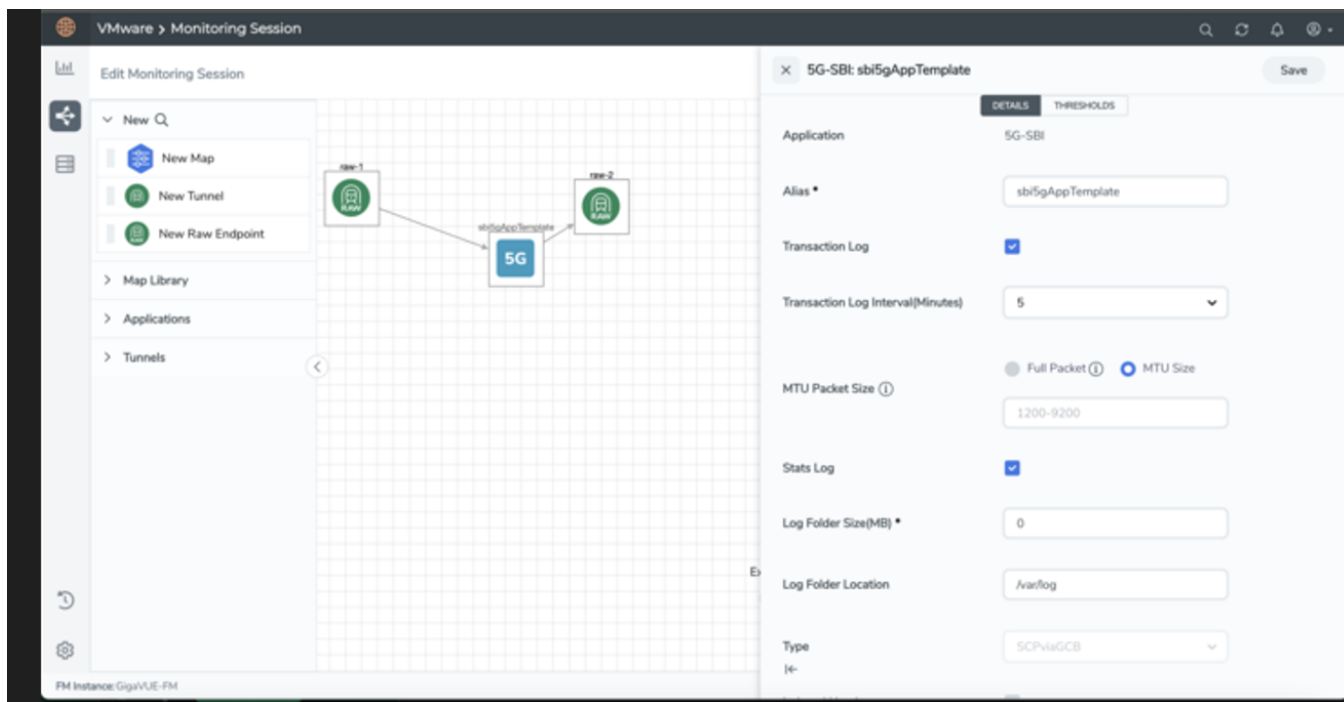 VMware > Monitoring Session
Edit Monitoring Session
New
New Map
New Tunnel
New Raw Endpoint
Map Library
Applications
Tunnels
raw-1
RAW
sbi5gAppTemplate
5G
raw-2
RAW
5G-SBI: sbi5gAppTemplate
Save
DETAILS THRESHOLDS
Application 5G-SBI
Alias * sbi5gAppTemplate
Transaction Log
Transaction Log Interval(Minutes) 5
Full Packet MTU Size
MTU Packet Size
1200-9200
Stats Log
Log Folder Size(MB) * 0
Log Folder Location /var/log
Type SCPviaGCB
FM Instance: GigaVUE-FM